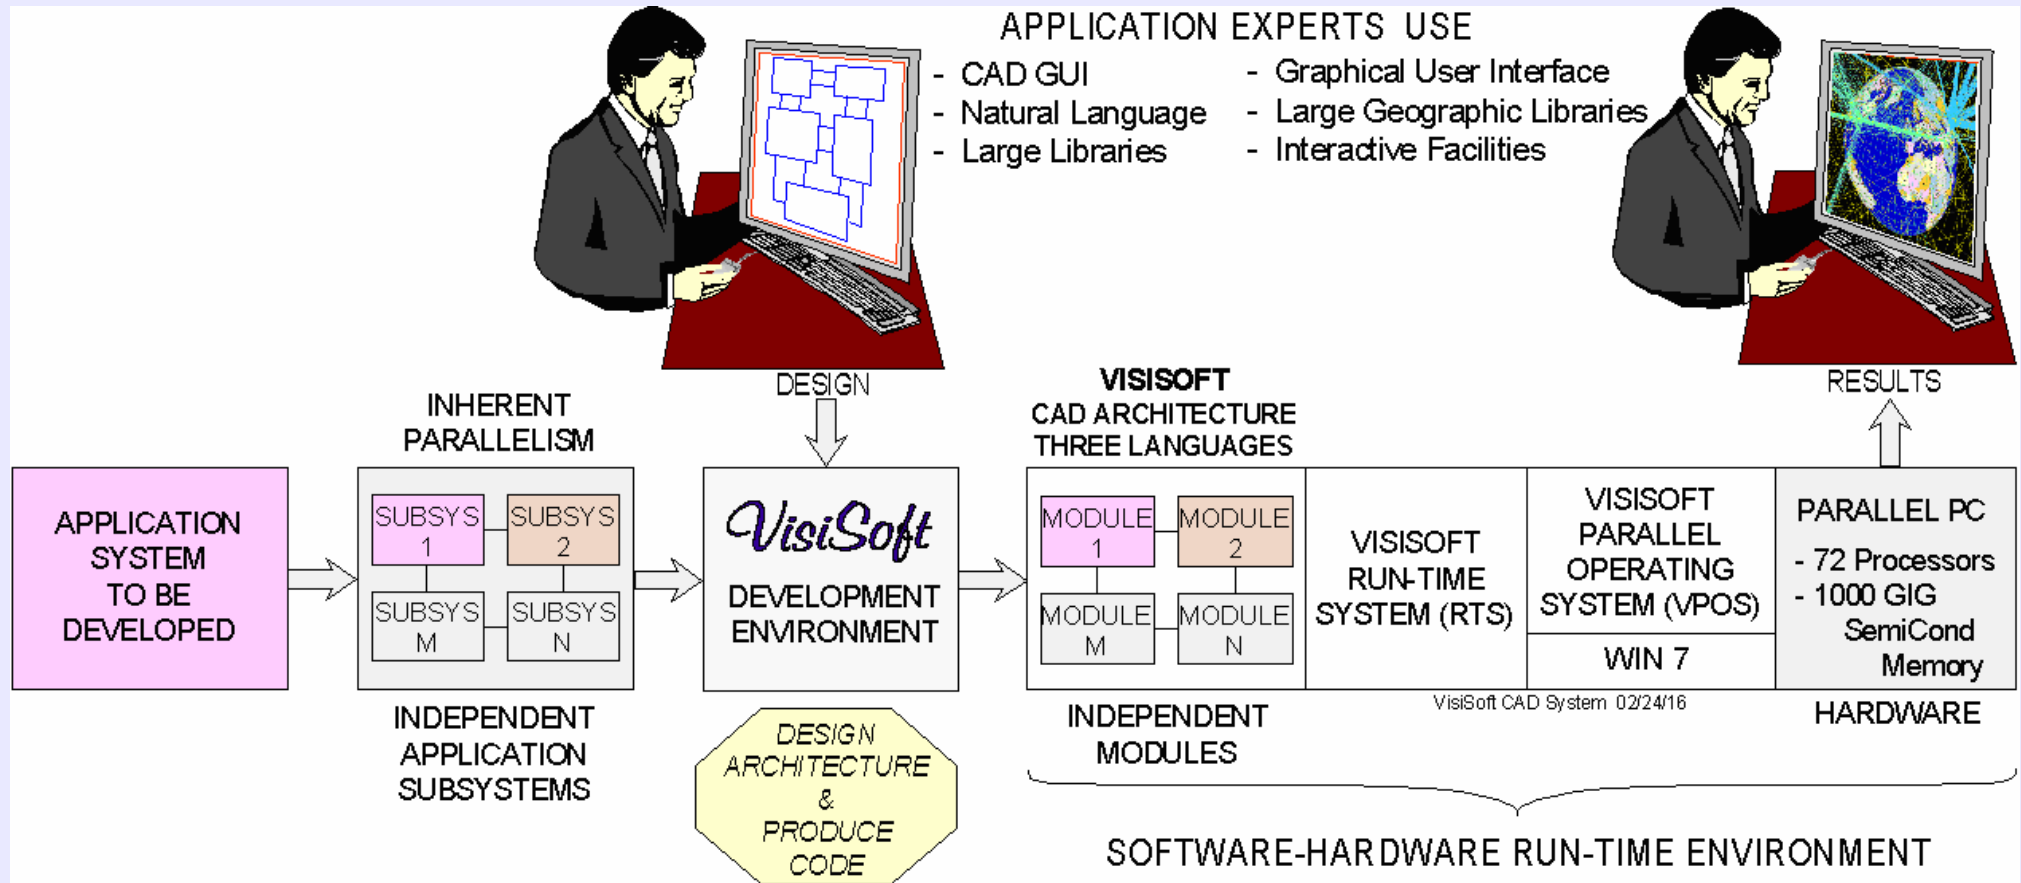 APPLICATION EXPERTS USE
- CAD GUI
- Natural Language
- Large Libraries
- Graphical User Interface
- Large Geographic Libraries
- Interactive Facilities
DESIGN
RESULTS
APPLICATION
SYSTEM
TO BE
DEVELOPED
INHERENT
PARALLELISM
SUBSYS
1
SUBSYS
2
SUBSYS
M
SUBSYS
N
INDEPENDENT
APPLICATION
SUBSYSTEMS
VisiSoft
DEVELOPMENT
ENVIRONMENT
DESIGN
ARCHITECTURE
&
PRODUCE
CODE
VISISOFT
CAD ARCHITECTURE
THREE LANGUAGES
MODULE
1
MODULE
2
MODULE
M
MODULE
N
INDEPENDENT
MODULES
VISISOFT
RUN-TIME
SYSTEM (RTS)
VISISOFT
PARALLEL
OPERATING
SYSTEM (VPOS)
WIN 7
PARALLEL PC
- 72 Processors
- 1000 GIG
SemiCond
Memory
VisiSoft CAD System 02/24/16
HARDWARE
SOFTWARE-HARDWARE RUN-TIME ENVIRONMENT